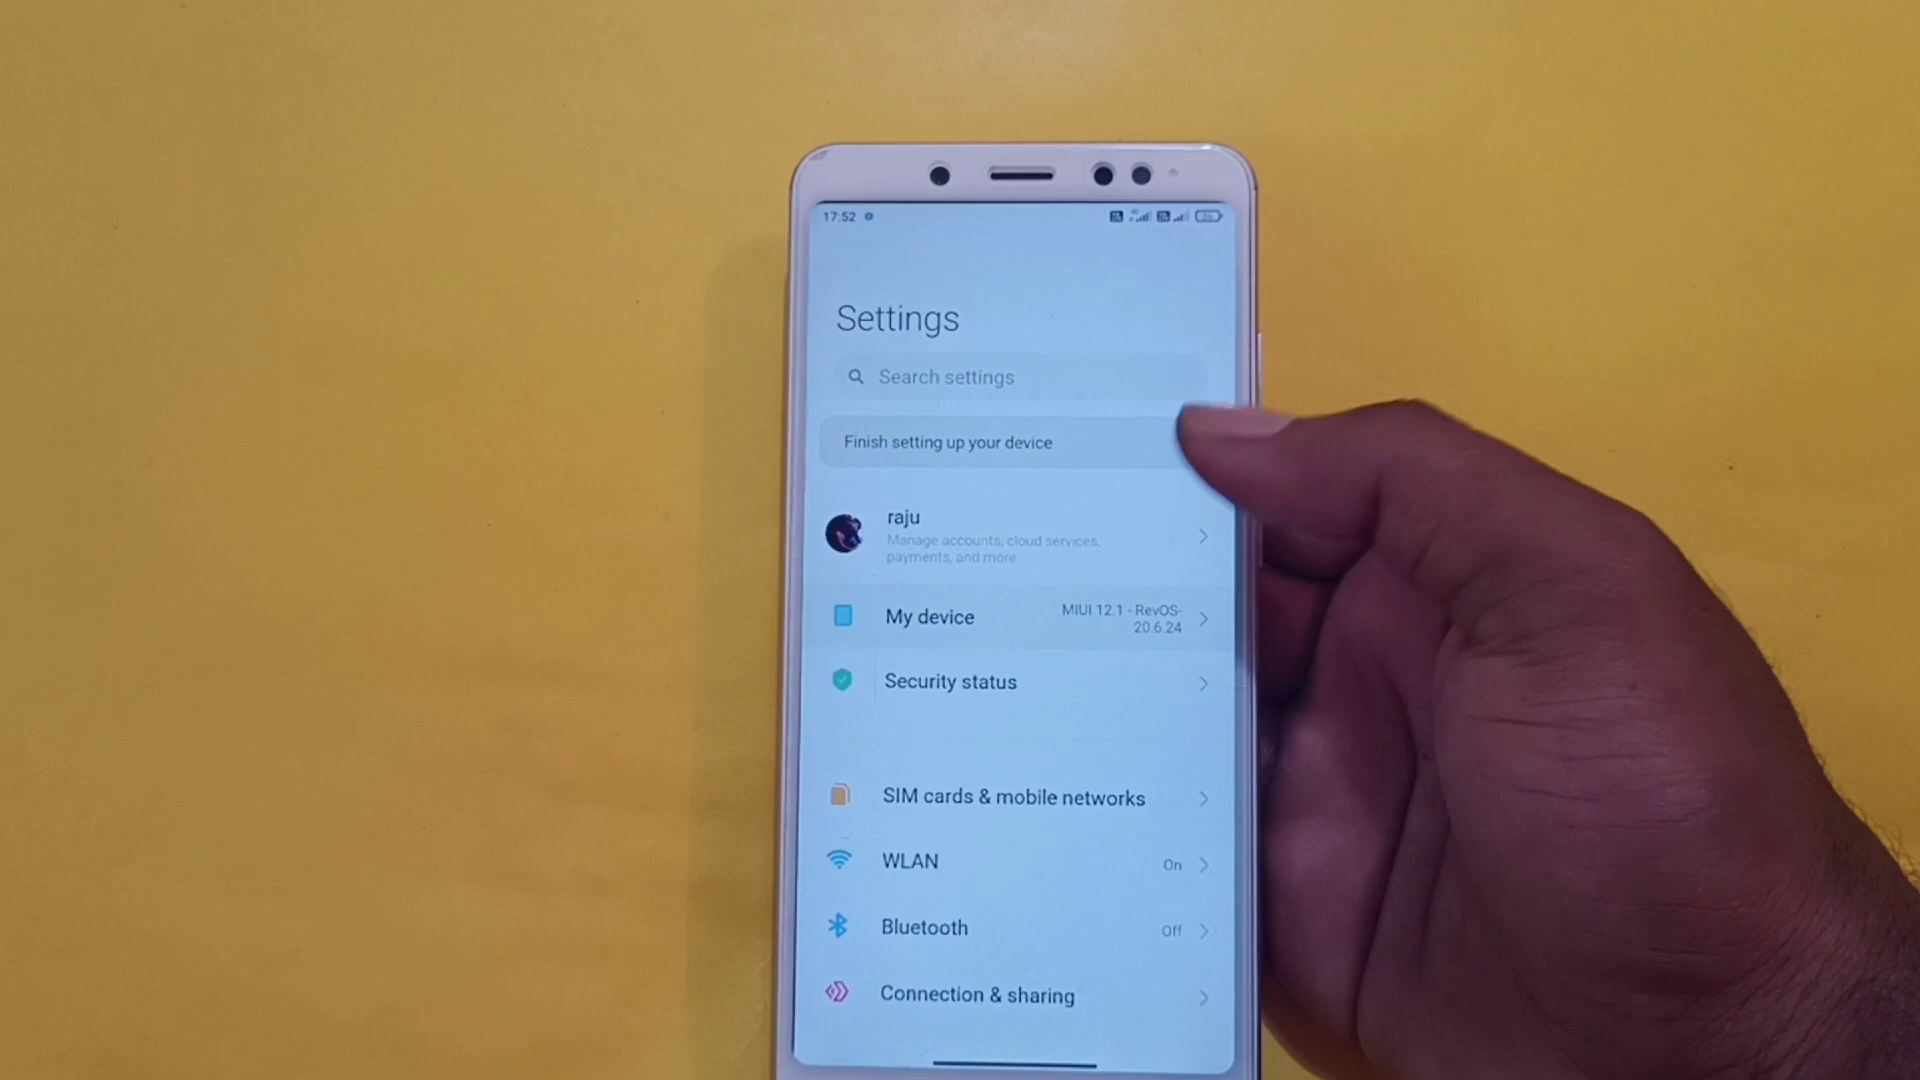 17:52
Settings
Search settings
Finish setting up your device
raju
Manage accounts, cloud services,
payments, and more
My device
MIUI 12.1 - RevOS-
20.6.24
Security status
SIM cards & mobile networks
WLAN
On
Bluetooth
Off
Connection & sharing